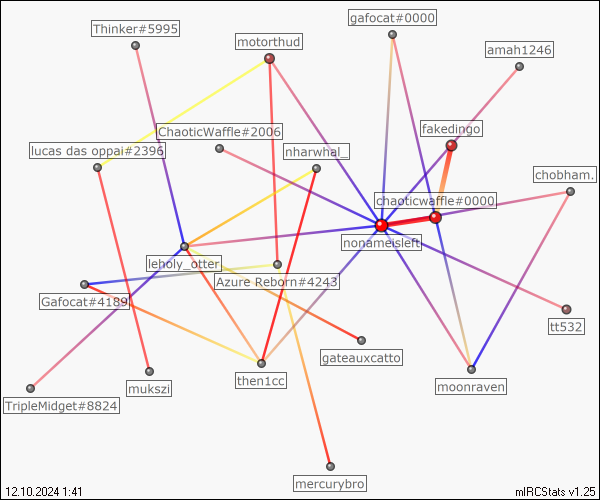 gafocat#0000
Thinker#5995
motorthud
amah1246
ChaoticWaffle#2006
fakedingo
lucas das oppai#2396
nharwhal_
chobham.
chaoticwaffle#0000
nonameisleft
leholy_otter
Azure Reborn#4243
Gafocat#4189
tt532
gateauxcatto
then1cc
mukszi
moonraven
TripleMidget#8824
mercurybro
12.10.2024 1:41
mIRCStats v1.25